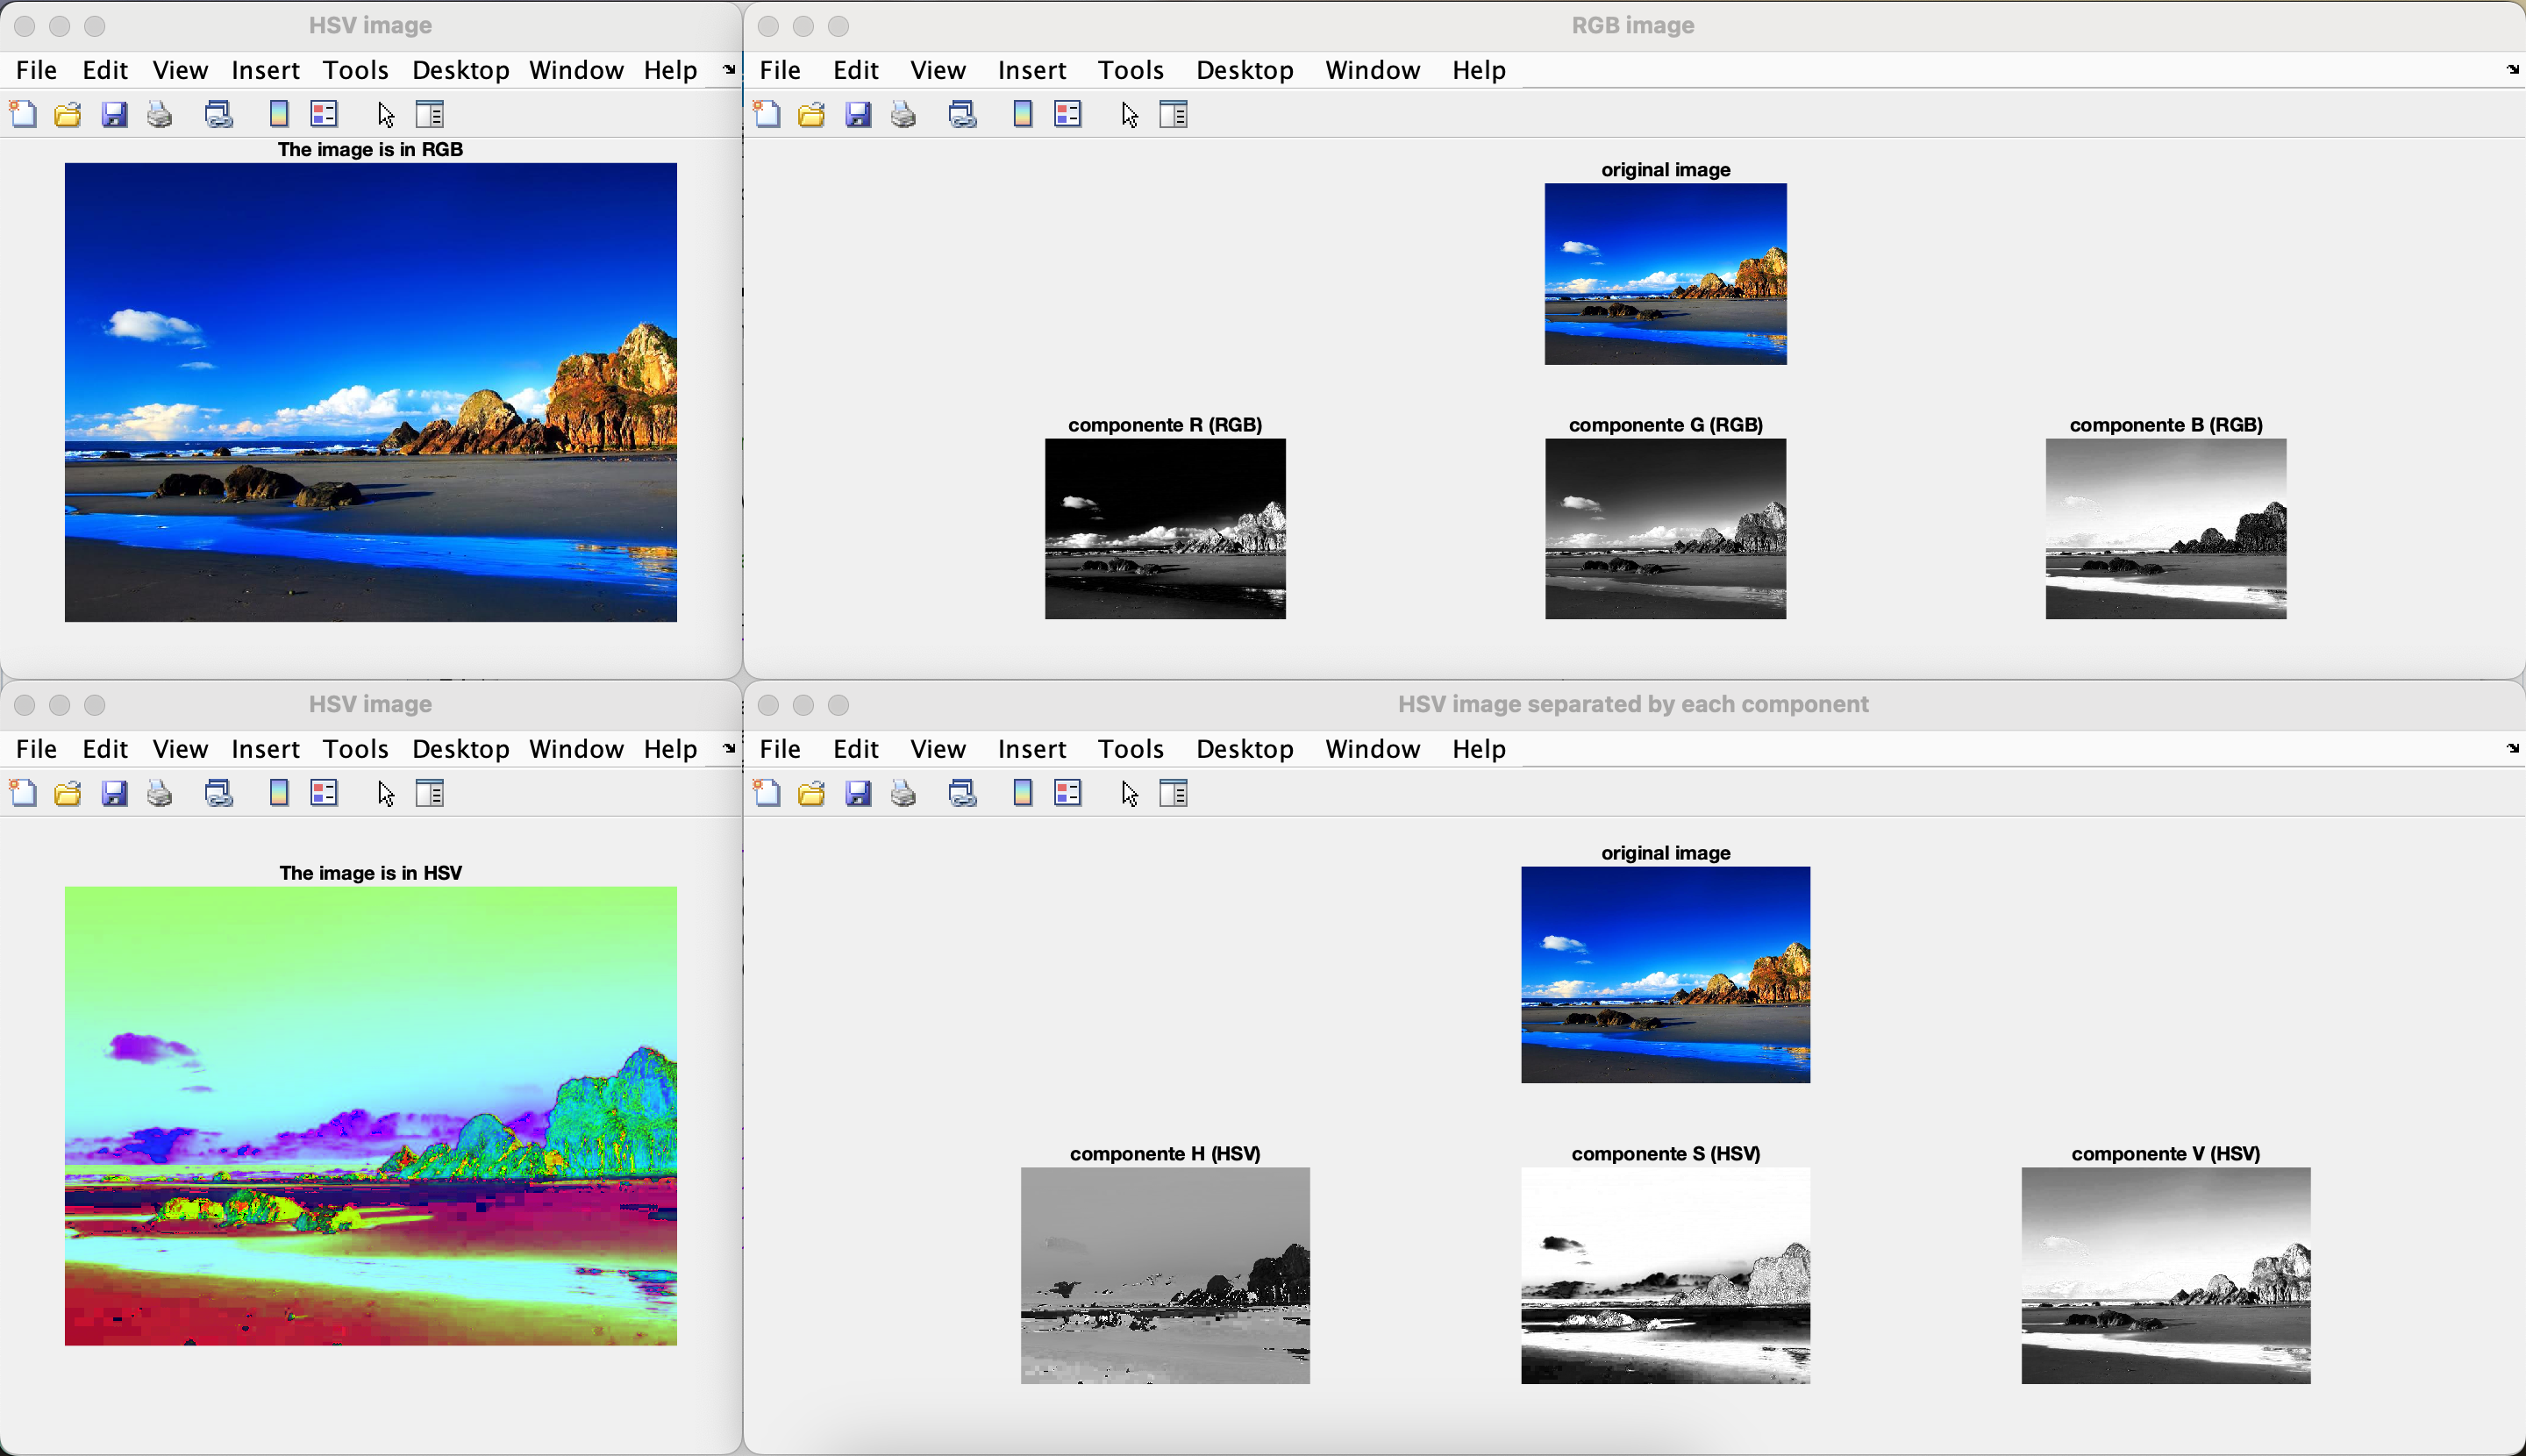 HSV image
File Edit View Insert Tools Desktop Window Help
The image is in RGB
RGB image
File Edit View Insert Tools Desktop Window Help
original image
componente R (RGB)
componente G (RGB)
componente B (RGB)
HSV image
File Edit View Insert Tools Desktop Window Help
The image is in HSV
HSV image separated by each component
File Edit View Insert Tools Desktop Window Help
original image
componente H (HSV)
componente S (HSV)
componente V (HSV)